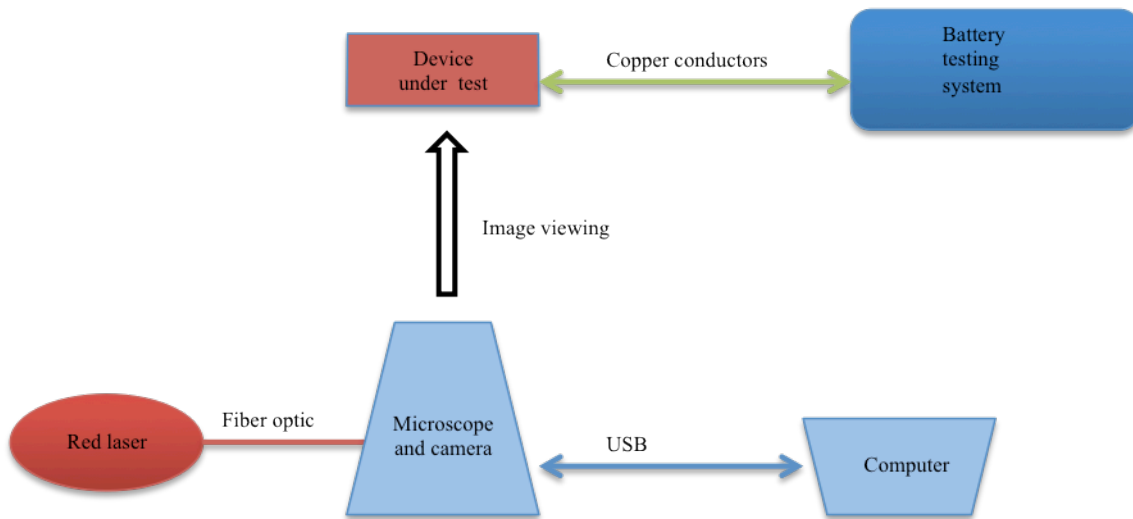 Device
under test
Copper conductors
Battery
testing
system
Image viewing
Red laser
Fiber optic
Microscope
and camera
USB
Computer